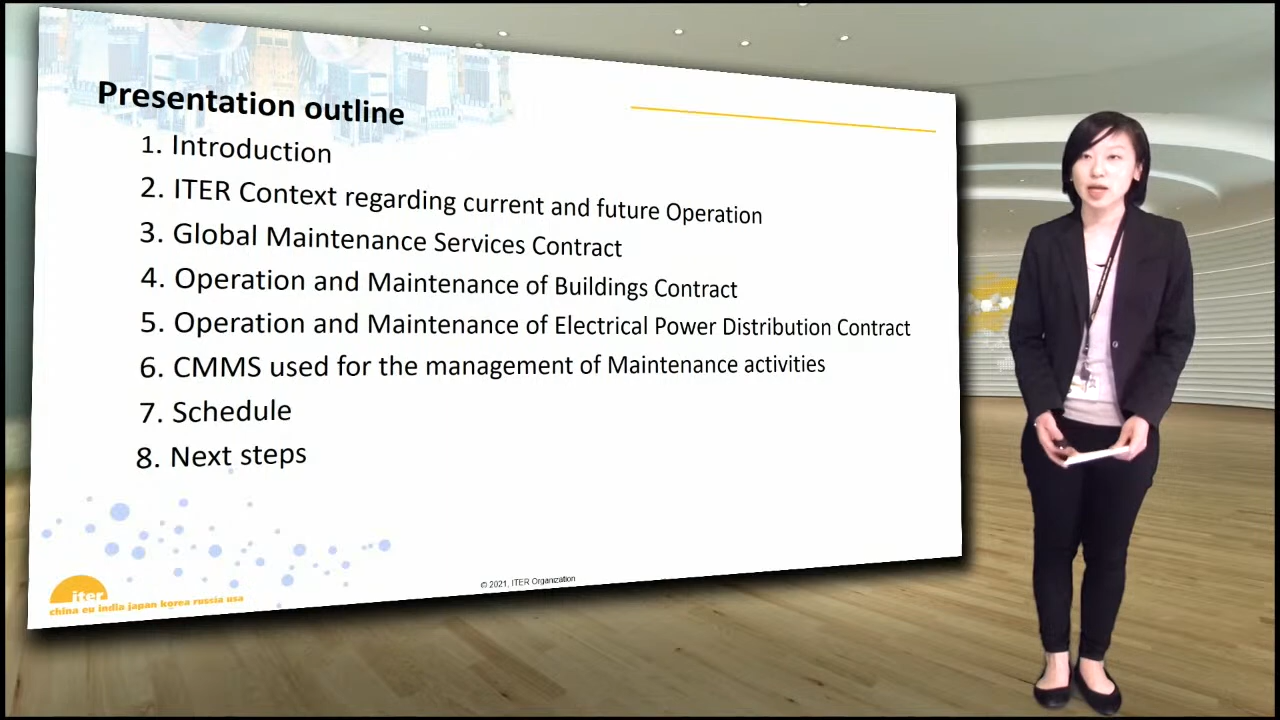 Presentation outline
1. Introduction
2. ITER Context regarding current and future Operation
3. Global Maintenance Services Contract
4. Operation and Maintenance of Buildings Contract
5. Operation and Maintenance of Electrical Power Distribution Contract
6. CMMS used for the management of Maintenance activities
7. Schedule
8. Next steps
© 2021, ITER Organization
iter
china eu india japan korea russia usa